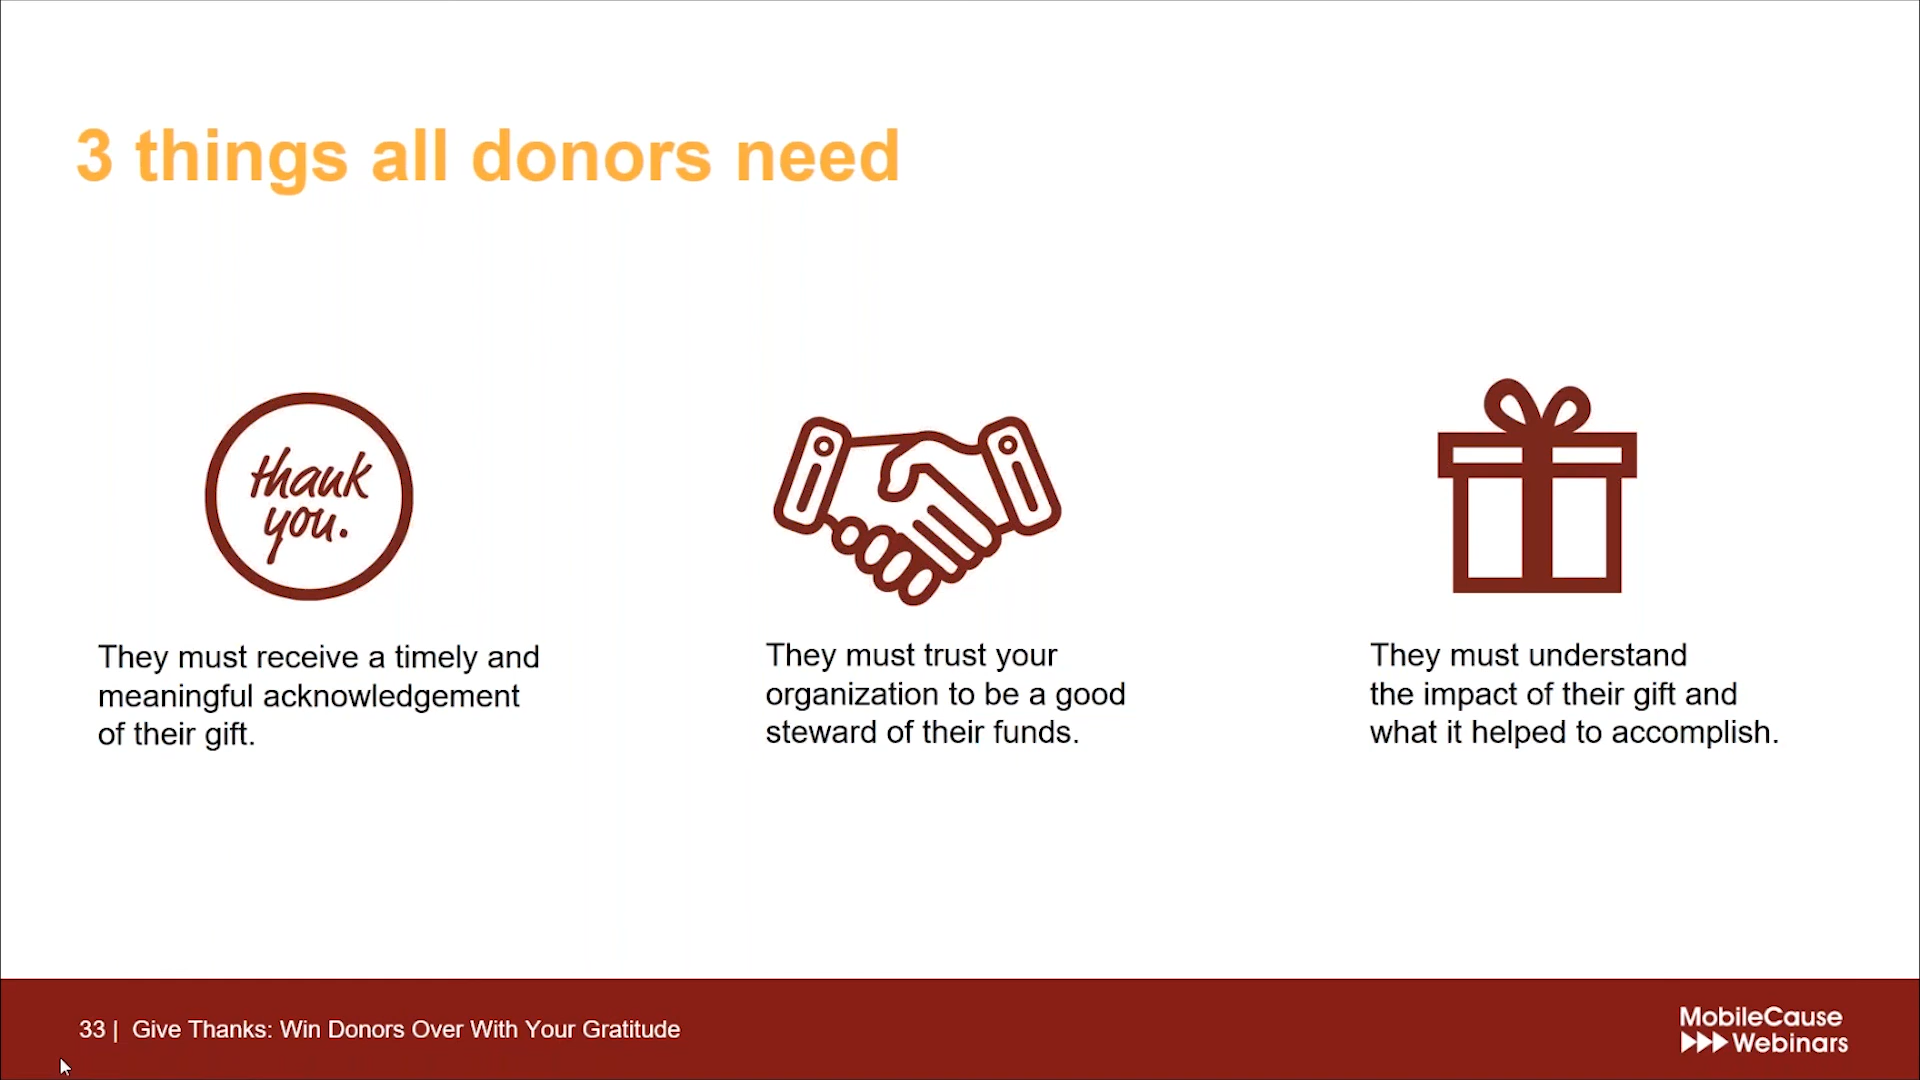 3 things all donors need
thank
you.
They must receive a timely and
meaningful acknowledgement
of their gift.
They must trust your
organization to be a good
steward of their funds.
They must understand
the impact of their gift and
what it helped to accomplish.
33 | Give Thanks: Win Donors Over With Your Gratitude
MobileCause
Webinars